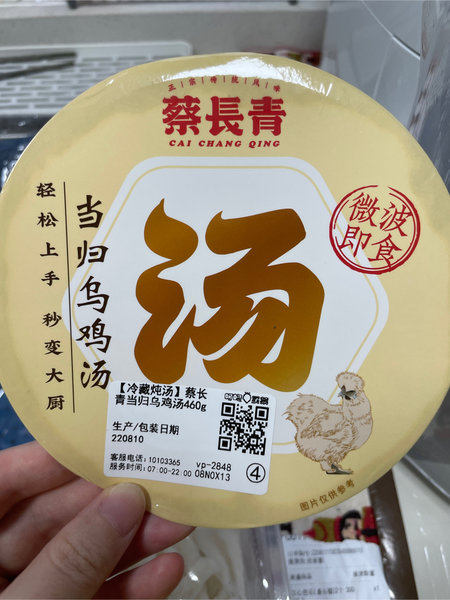 正宗传统风味
蔡長青
CAI CHANG QING
微波
即食
当归乌鸡汤
轻松上手 秒变大厨
汤
【冷藏炖汤】蔡长
青当归乌鸡汤460g
生产/包装日期
220810
客服电话:10103365
服务时间:07:00-22:00
vp-2848
08N0X13
④
图片仅供参考